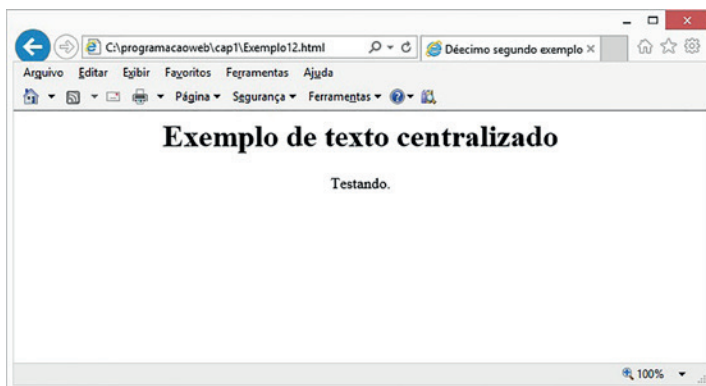 C:\programacaoweb\cap1\Exemplo12.html
Déecimo segundo exemplo
Arquivo Editar Exibir Favoritos Ferramentas Ajuda
Página Segurança Ferramentas
Exemplo de texto centralizado
Testando.
100%